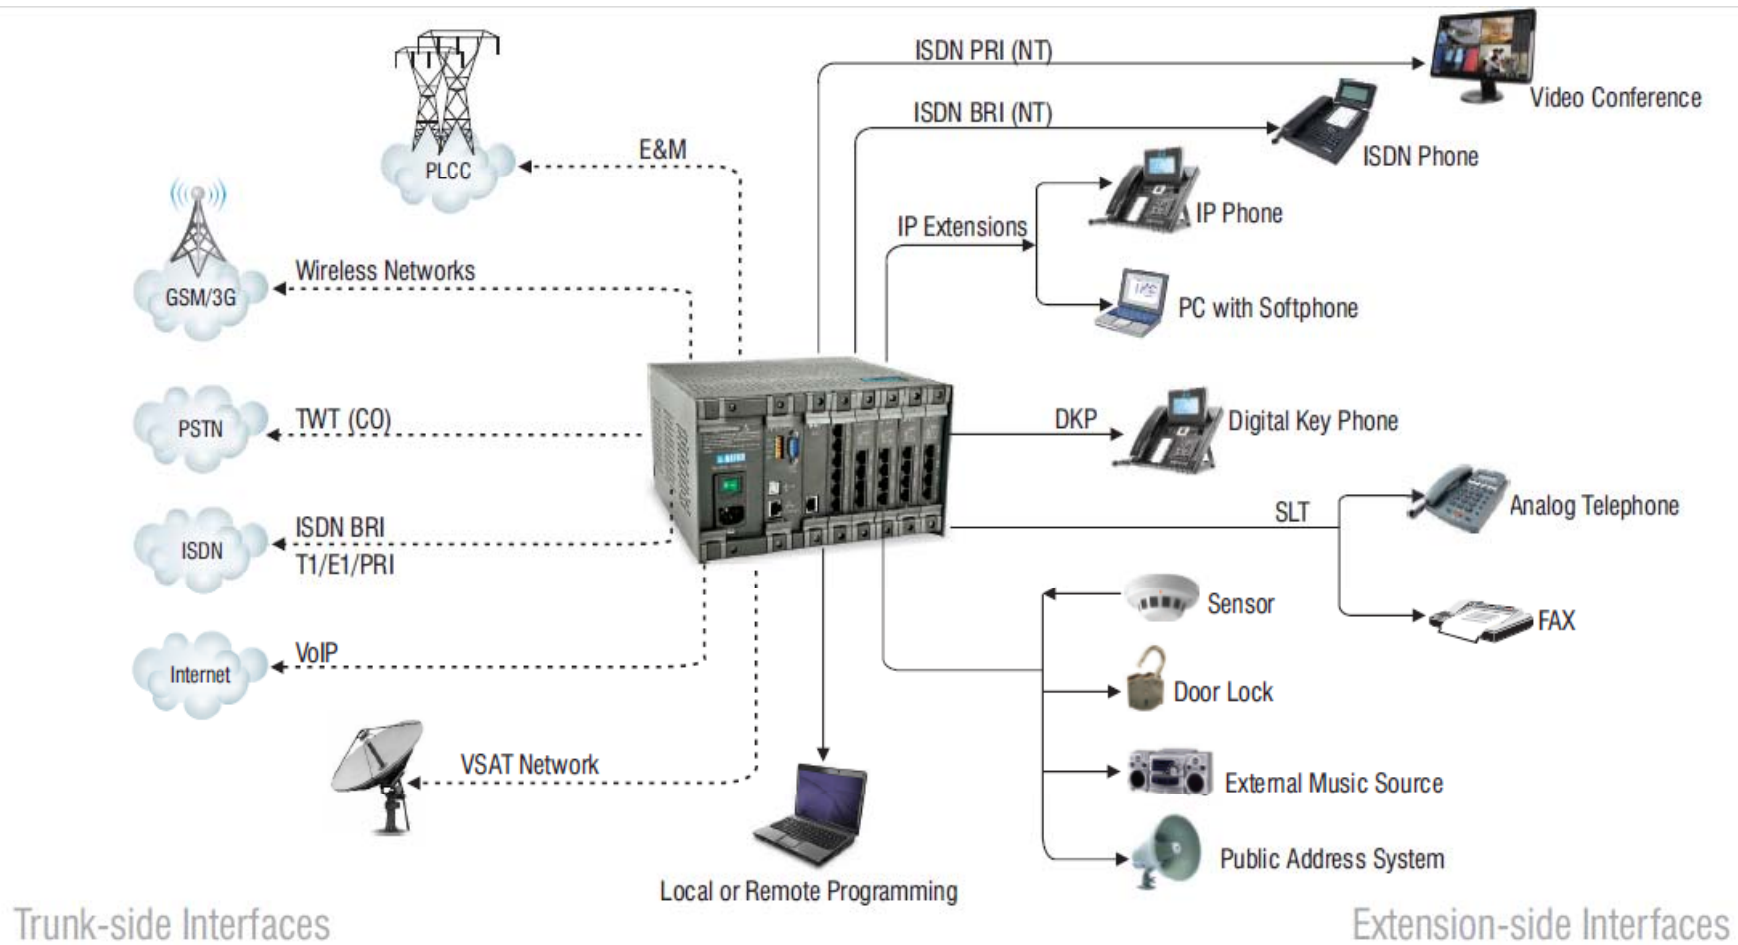 ISDN PRI (NT)
Video Conference
ISDN BRI (NT)
ISDN Phone
E&M
PLCC
IP Phone
IP Extensions
Wireless Networks
GSM/3G
PC with Softphone
TWT (CO)
PSTN
DKP
Digital Key Phone
SLT
Analog Telephone
ISDN BRI
ISDN
T1/E1/PRI
Sensor
FAX
VoIP
Internet
Door Lock
VSAT Network
External Music Source
Public Address System
Local or Remote Programming
Trunk-side Interfaces
Extension-side Interfaces